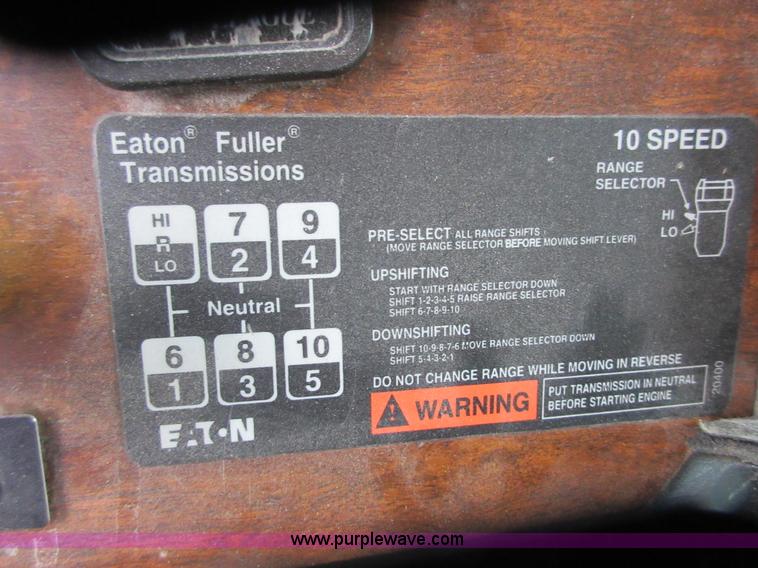 Eaton® Fuller®
Transmissions
10 SPEED
RANGE
SELECTOR
HI
LO
HI
R
LO
7
2
9
4
Neutral
6
1
8
3
10
5
EATON
PRE-SELECT ALL RANGE SHIFTS
(MOVE RANGE SELECTOR BEFORE MOVING SHIFT LEVER)
UPSHIFTING
START WITH RANGE SELECTOR DOWN
SHIFT 1-2-3-4-5 RAISE RANGE SELECTOR
SHIFT 6-7-8-9-10
DOWNSHIFTING
SHIFT 10-9-8-7-6 MOVE RANGE SELECTOR DOWN
SHIFT 5-4-3-2-1
DO NOT CHANGE RANGE WHILE MOVING IN REVERSE
WARNING
PUT TRANSMISSION IN NEUTRAL
BEFORE STARTING ENGINE
20400
www.purplewave.com